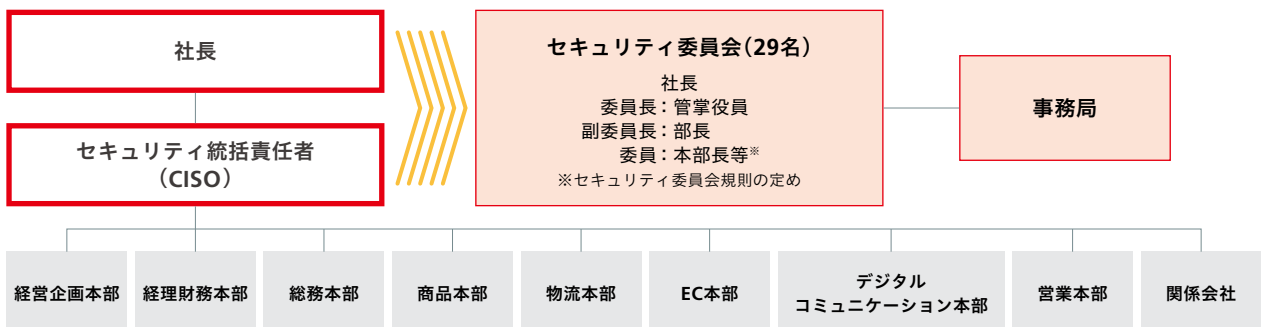 社長
セキュリティ統括責任者
（CISO）
セキュリティ委員会（29名）
社長
委員長：管掌役員
副委員長：部長
委員：本部長等※
※セキュリティ委員会規則の定め
事務局
経営企画本部
経理財務本部
総務本部
商品本部
物流本部
EC本部
デジタル
コミュニケーション本部
営業本部
関係会社